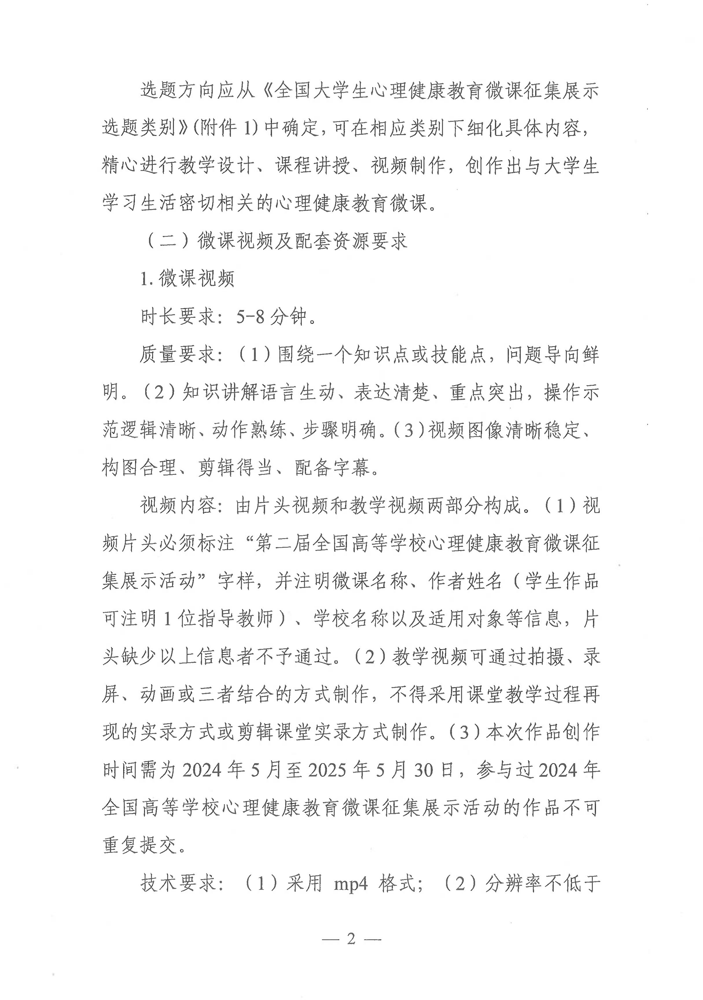 选题方向应从《全国大学生心理健康教育微课征集展示
选题类别》(附件1)中确定,可在相应类别下细化具体内容，
精心进行教学设计、课程讲授、视频制作，创作出与大学生
学习生活密切相关的心理健康教育微课。
（二）微课视频及配套资源要求
1.微课视频
时长要求：5-8分钟。
质量要求：（1）围绕一个知识点或技能点，问题导向鲜
明。（2）知识讲解语言生动、表达清楚、重点突出，操作示
范逻辑清晰、动作熟练、步骤明确。（3）视频图像清晰稳定、
构图合理、剪辑得当、配备字幕。
视频内容：由片头视频和教学视频两部分构成。（1）视
频片头必须标注“第二届全国高等学校心理健康教育微课征
集展示活动”字样，并注明微课名称、作者姓名（学生作品
可注明1位指导教师）、学校名称以及适用对象等信息，片
头缺少以上信息者不予通过。（2）教学视频可通过拍摄、录
屏、动画或三者结合的方式制作，不得采用课堂教学过程再
现的实录方式或剪辑课堂实录方式制作。（3）本次作品创作
时间需为2024年5月至2025年5月30日，参与过2024年
全国高等学校心理健康教育微课征集展示活动的作品不可
重复提交。
技术要求：（1）采用 mp4 格式；（2）分辨率不低于
— 2 —